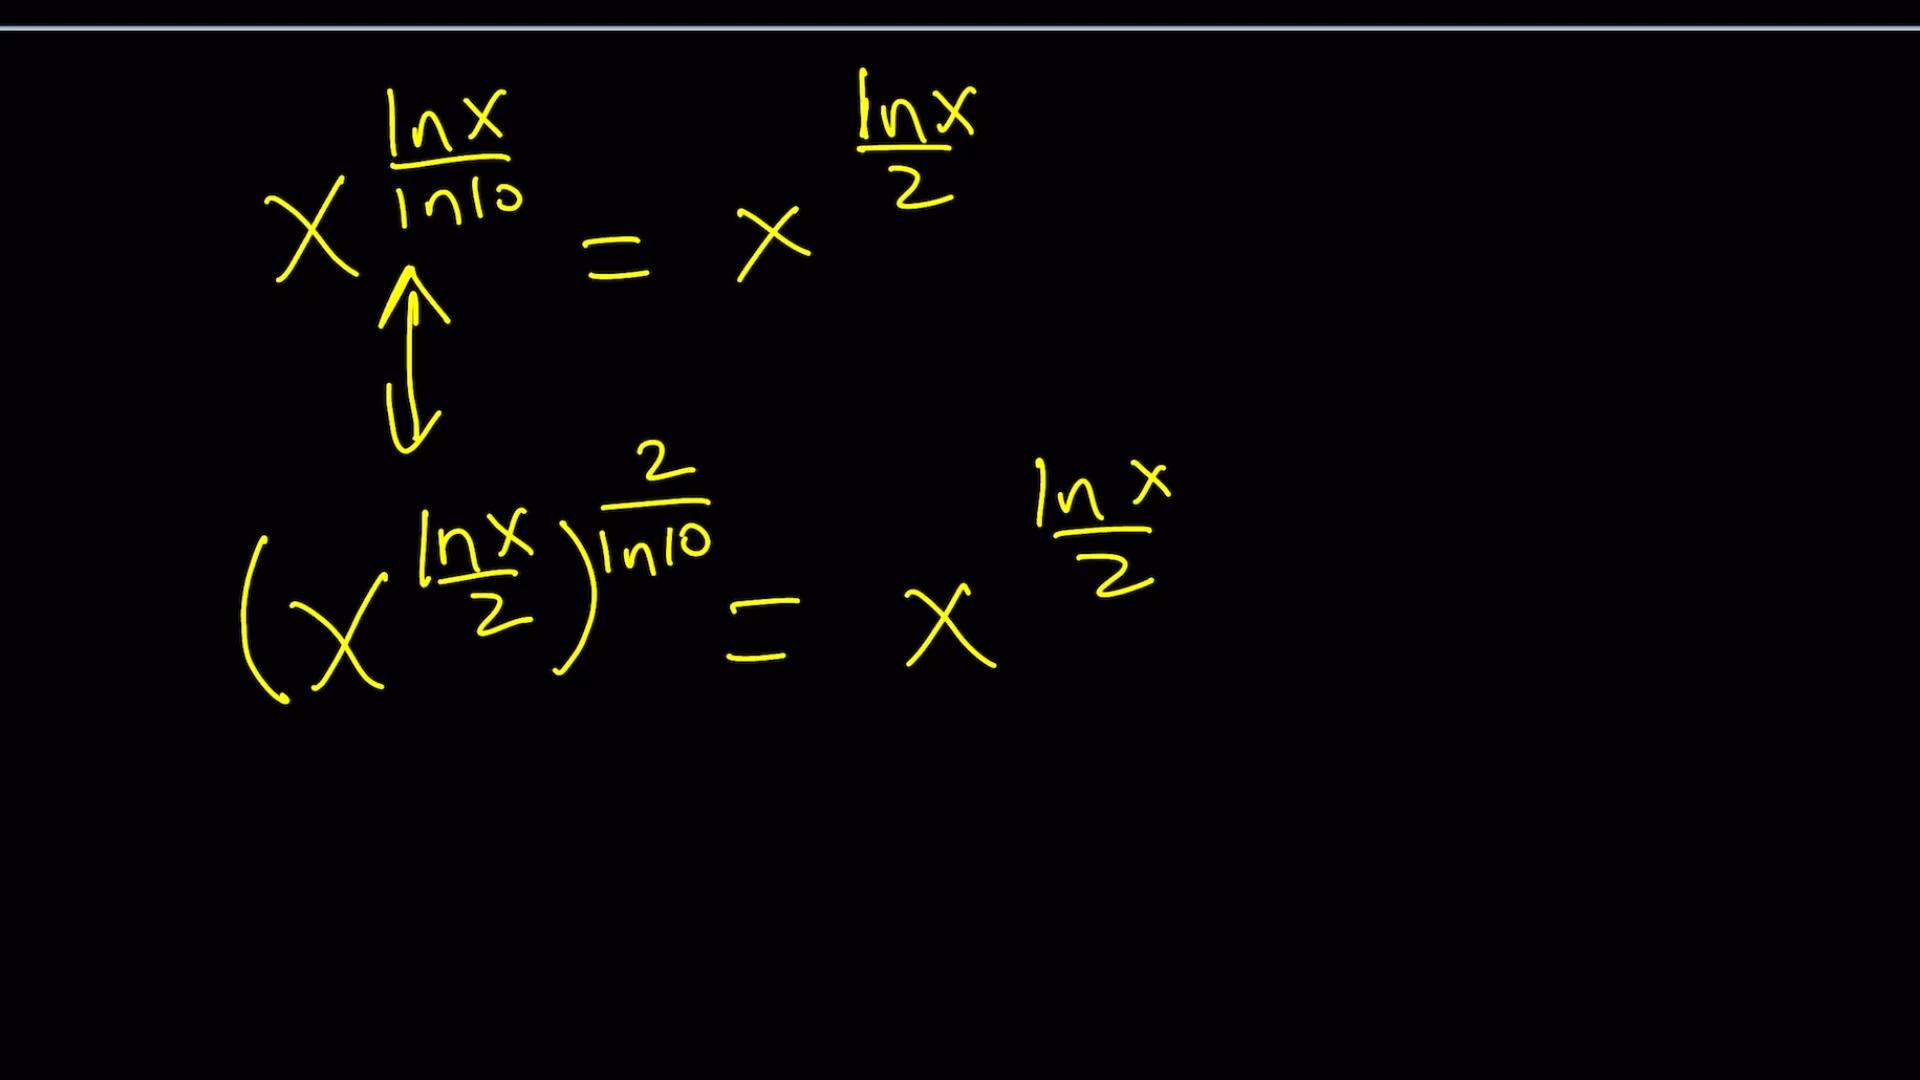 x^(ln x / ln 10) = x^(ln x / 2)
(x^(ln x / 2))^(2 / ln 10) = x^(ln x / 2)